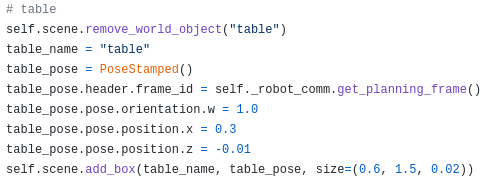 # table
self.scene.remove_world_object("table")
table_name = "table"
table_pose = PoseStamped()
table_pose.header.frame_id = self._robot_comm.get_planning_frame()
table_pose.pose.orientation.w = 1.0
table_pose.pose.position.x = 0.3
table_pose.pose.position.z = -0.01
self.scene.add_box(table_name, table_pose, size=(0.6, 1.5, 0.02))